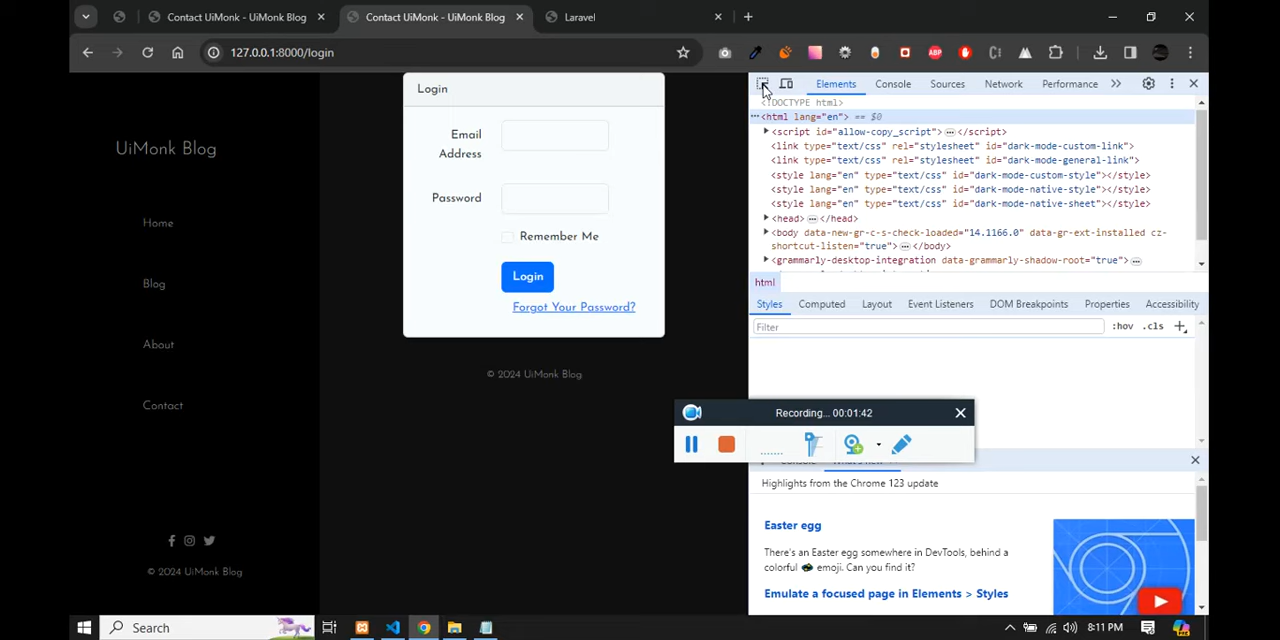 Contact UiMonk - UiMonk Blog
Contact UiMonk - UiMonk Blog
Laravel
127.0.0.1:8000/login
UiMonk Blog
Home
Blog
About
Contact
© 2024 UiMonk Blog
Login
Email
Address
Password
Remember Me
Login
Forgot Your Password?
© 2024 UiMonk Blog
Elements
Console
Sources
Network
Performance
<!DOCTYPE html>
<html lang="en"> == $0
<script id="allow-copy_script"> </script>
<link type="text/css" rel="stylesheet" id="dark-mode-custom-link">
<link type="text/css" rel="stylesheet" id="dark-mode-general-link">
<style lang="en" type="text/css" id="dark-mode-custom-style"></style>
<style lang="en" type="text/css" id="dark-mode-native-style"></style>
<style lang="en" type="text/css" id="dark-mode-native-sheet"></style>
<head> </head>
<body data-new-gr-c-s-check-loaded="14.1166.0" data-gr-ext-installed cz-
shortcut-listen="true"> </body>
<grammarly-desktop-integration data-grammarly-shadow-root="true">
html
Styles
Computed
Layout
Event Listeners
DOM Breakpoints
Properties
Accessibility
Filter
:hov
.cls
Recording... 00:01:42
Highlights from the Chrome 123 update
Easter egg
There's an Easter egg somewhere in DevTools, behind a
colorful emoji. Can you find it?
Emulate a focused page in Elements > Styles
Search
8:11 PM